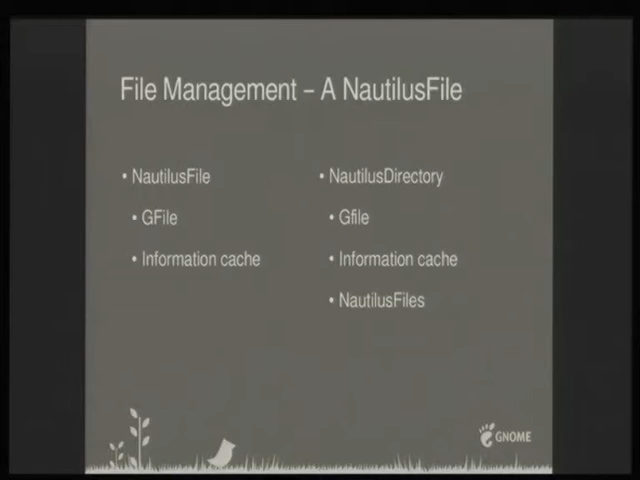 File Management – A NautilusFile
• NautilusFile
• GFile
• Information cache
• NautilusDirectory
• Gfile
• Information cache
• NautilusFiles
GNOME